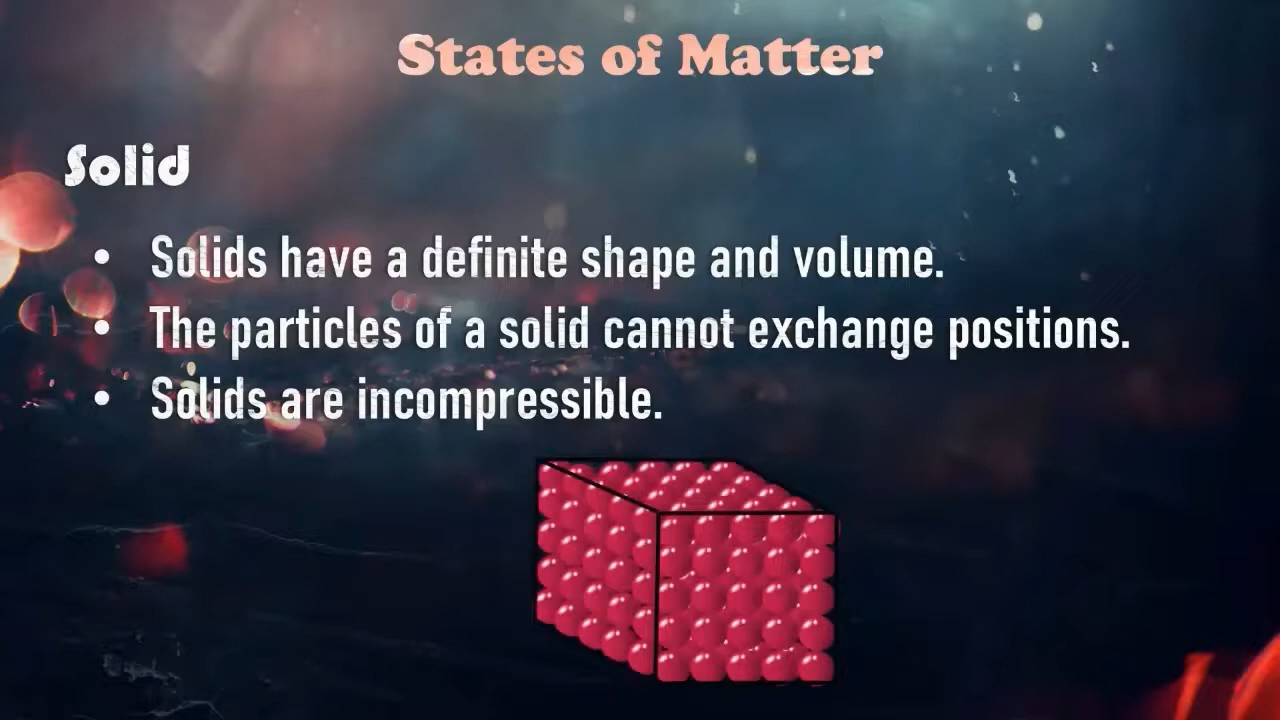 States of Matter
Solid
• Solids have a definite shape and volume.
• The particles of a solid cannot exchange positions.
• Solids are incompressible.